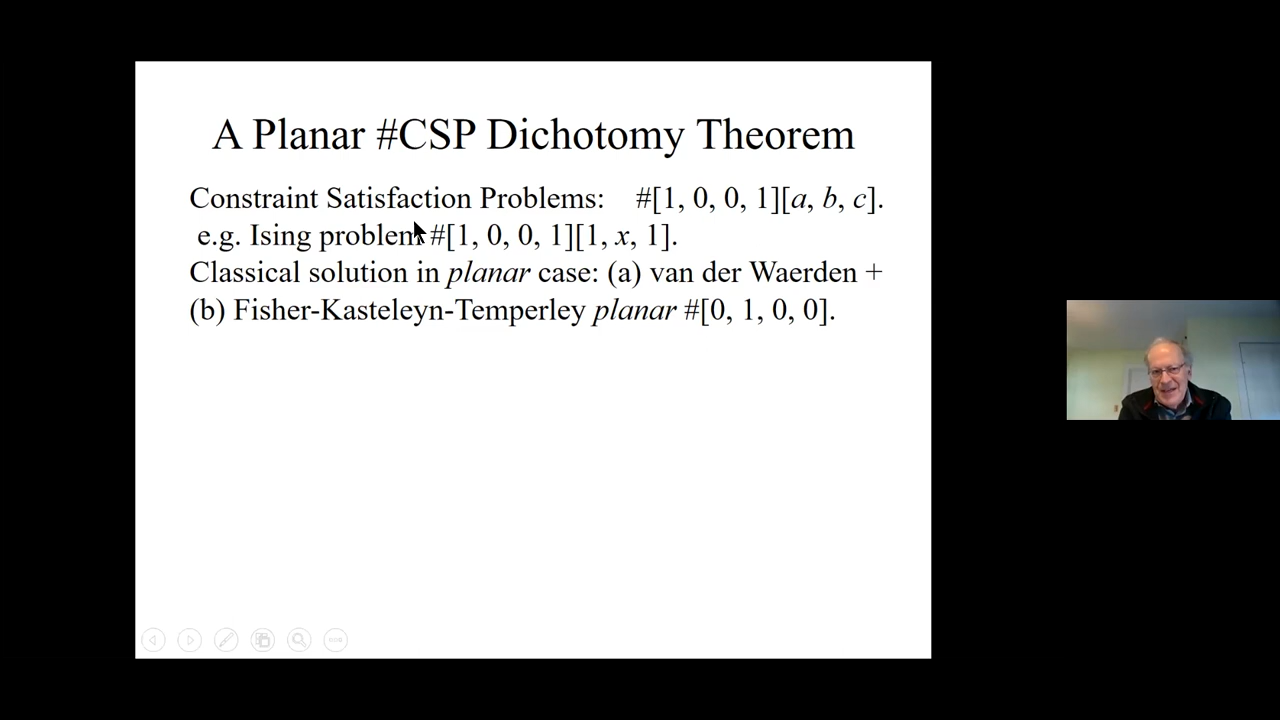 A Planar #CSP Dichotomy Theorem
Constraint Satisfaction Problems: #[1, 0, 0, 1][a, b, c].
e.g. Ising problem #[1, 0, 0, 1][1, x, 1].
Classical solution in planar case: (a) van der Waerden +
(b) Fisher-Kasteleyn-Temperley planar #[0, 1, 0, 0].